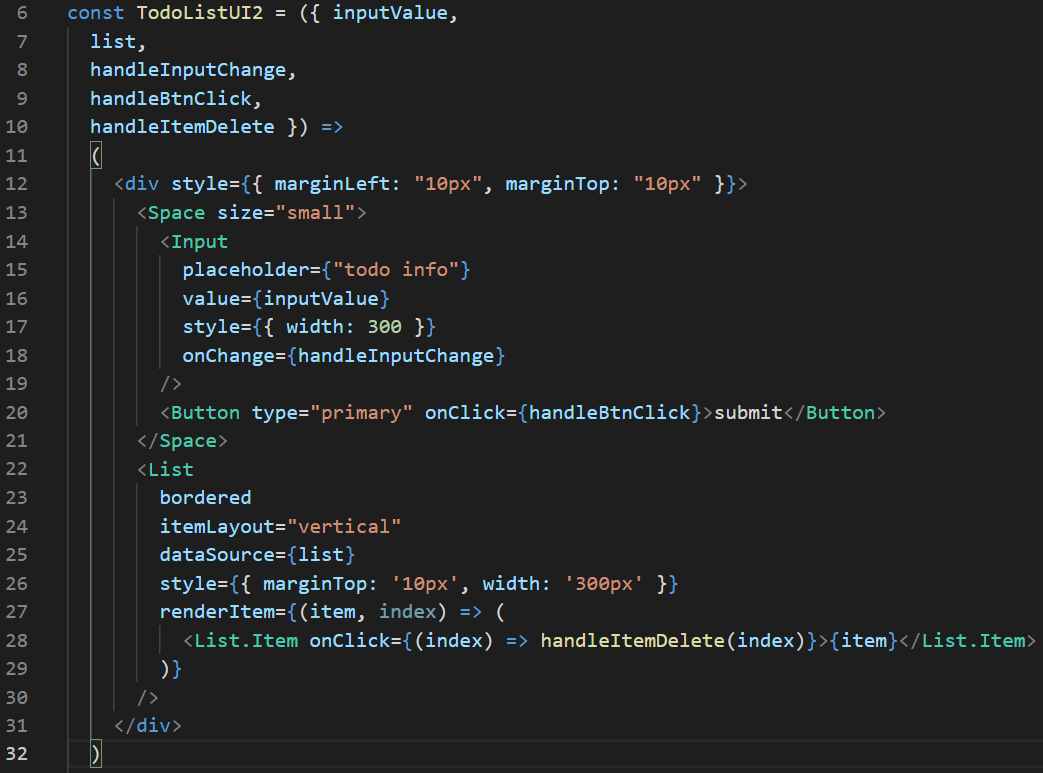 6 const TodoListUI2 = ({ inputValue,
7 list,
8 handleInputChange,
9 handleBtnClick,
10 handleItemDelete }) =>
11 (
12 <div style={{ marginLeft: "10px", marginTop: "10px" }}>
13 <Space size="small">
14 <Input
15 placeholder={"todo info"}
16 value={inputValue}
17 style={{ width: 300 }}
18 onChange={handleInputChange}
19 />
20 <Button type="primary" onClick={handleBtnClick}>submit</Button>
21 </Space>
22 <List
23 bordered
24 itemLayout="vertical"
25 dataSource={list}
26 style={{ marginTop: '10px', width: '300px' }}
27 renderItem={(item, index) => (
28 <List.Item onClick={(index) => handleItemDelete(index)}>{item}</List.Item>
29 )}
30 />
31 </div>
32 )